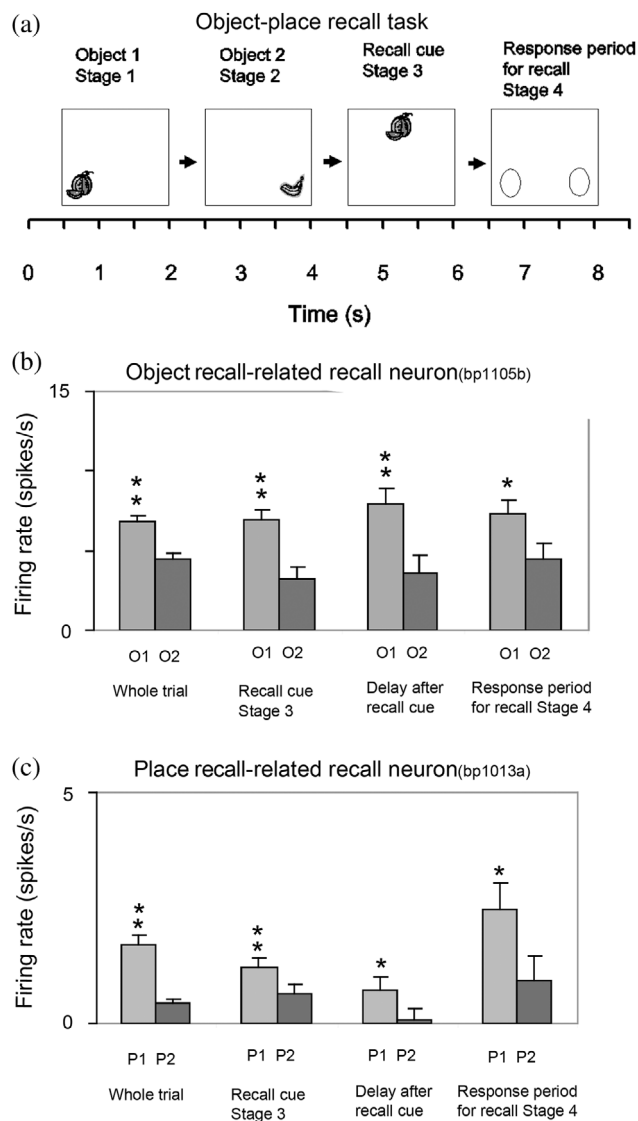 (a)
Object-place recall task
Object 1
Stage 1
Object 2
Stage 2
Recall cue
Stage 3
Response period
for recall
Stage 4
0 1 2 3 4 5 6 7 8
Time (s)
(b)
Object recall-related recall neuron(bp1105b)
15
Firing rate (spikes/s)
0
* * * * * * *
O1 O2 O1 O2 O1 O2 O1 O2
Whole trial
Recall cue
Stage 3
Delay after
recall cue
Response period
for recall Stage 4
(c)
Place recall-related recall neuron(bp1013a)
5
Firing rate (spikes/s)
0
* * * * * *
P1 P2 P1 P2 P1 P2 P1 P2
Whole trial
Recall cue
Stage 3
Delay after
recall cue
Response period
for recall Stage 4